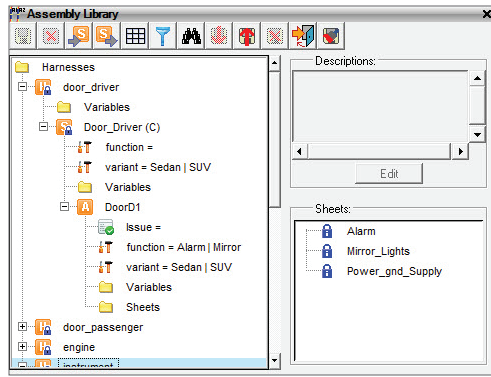 Assembly Library
Harnesses
door_driver
Variables
Door_Driver (C)
function =
variant = Sedan | SUV
Variables
DoorD1
Issue =
function = Alarm | Mirror
variant = Sedan | SUV
Variables
Sheets
door_passenger
engine
instrument
Descriptions:
Edit
Sheets:
Alarm
Mirror_Lights
Power_gnd_Supply